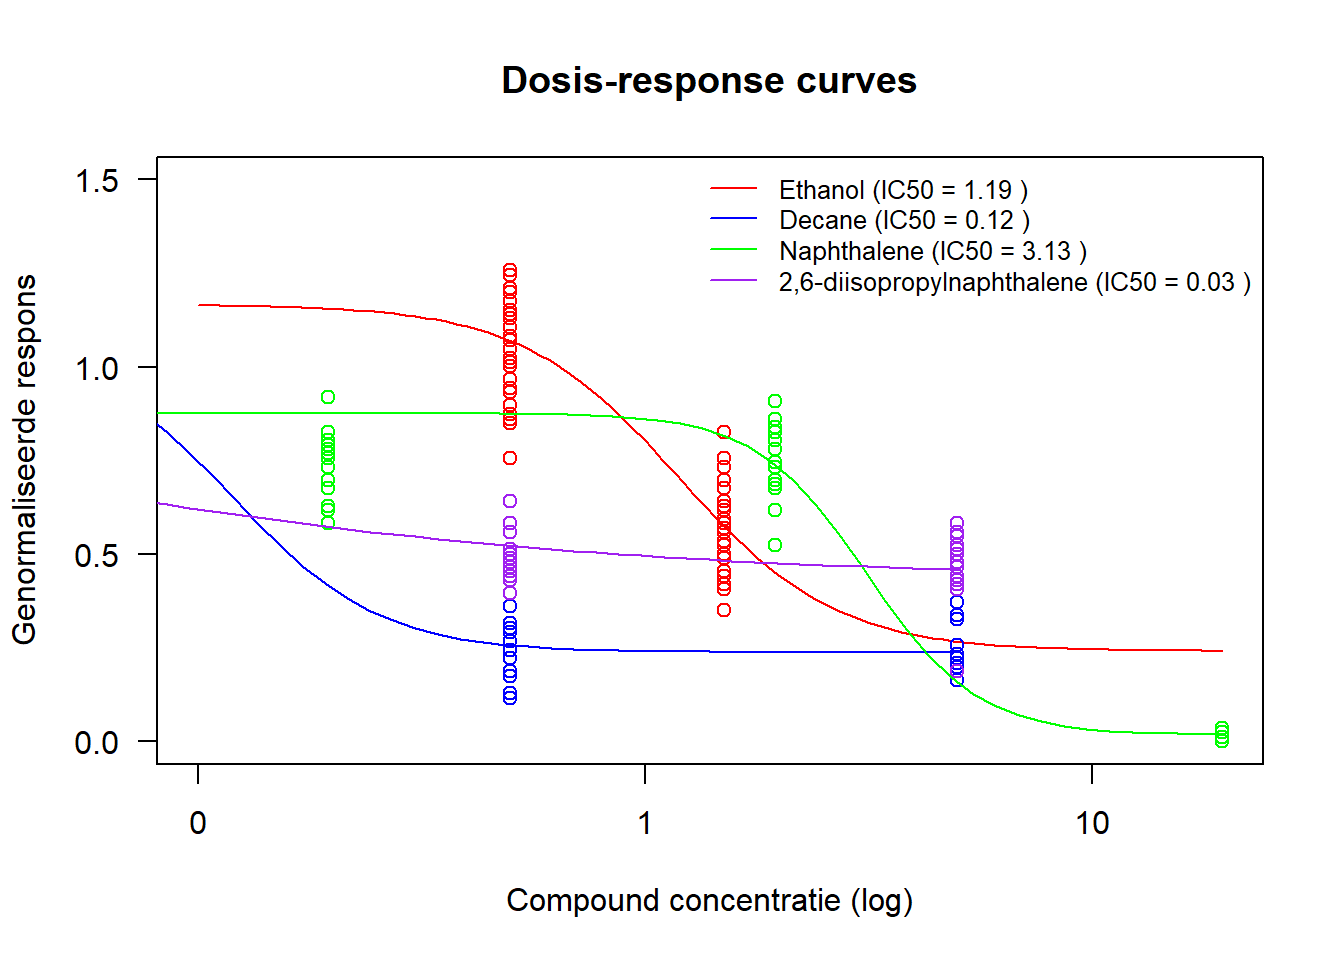 Dosis-response curves
Genormaliseerde respons
1.5
1.0
0.5
0.0
Ethanol (IC50 = 1.19 )
Decane (IC50 = 0.12 )
Naphthalene (IC50 = 3.13 )
2,6-diisopropylnaphthalene (IC50 = 0.03 )
0 1 10
Compound concentratie (log)